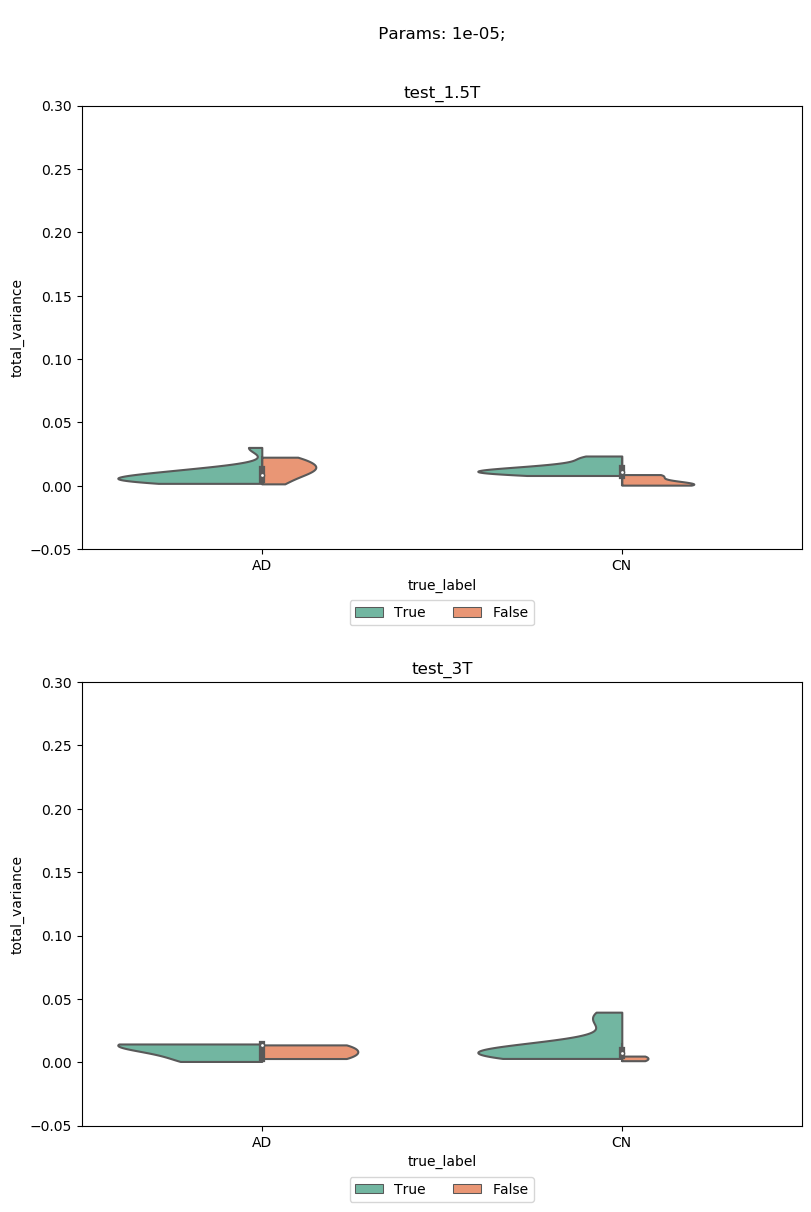 Params: 1e-05;
test_1.5T
0.30
0.25
0.20
0.15
0.10
0.05
0.00
−0.05
total_variance
AD CN
true_label
True False
test_3T
0.30
0.25
0.20
0.15
0.10
0.05
0.00
−0.05
total_variance
AD CN
true_label
True False